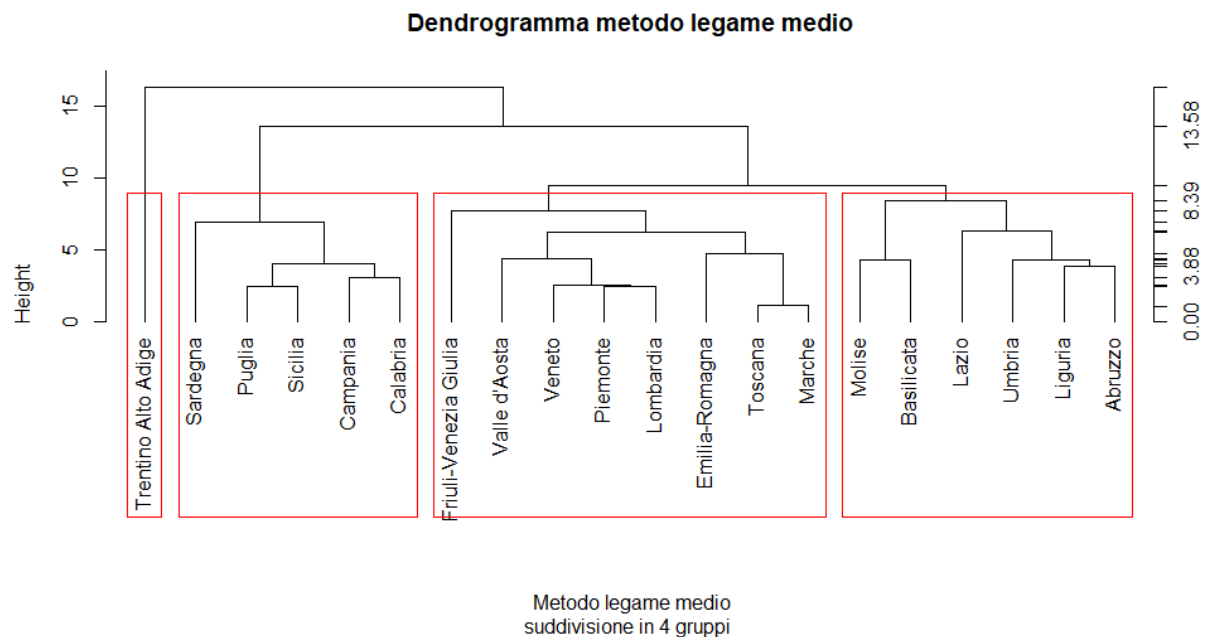 Dendrogramma metodo legame medio
Height
0
5
10
15
0.00
3.88
8.39
13.58
Trentino Alto Adige
Sardegna
Puglia
Sicilia
Campania
Calabria
Friuli-Venezia Giulia
Valle d'Aosta
Veneto
Piemonte
Lombardia
Emilia-Romagna
Toscana
Marche
Molise
Basilicata
Lazio
Umbria
Liguria
Abruzzo
Metodo legame medio
suddivisione in 4 gruppi